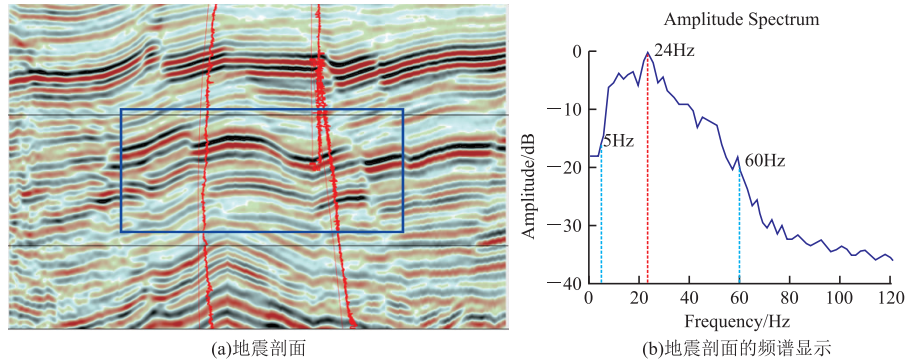 Amplitude Spectrum
0
24Hz
−10
5Hz
−20
60Hz
−30
−40
Amplitude/dB
0 20 40 60 80 100 120
Frequency/Hz
(a)地震剖面
(b)地震剖面的频谱显示